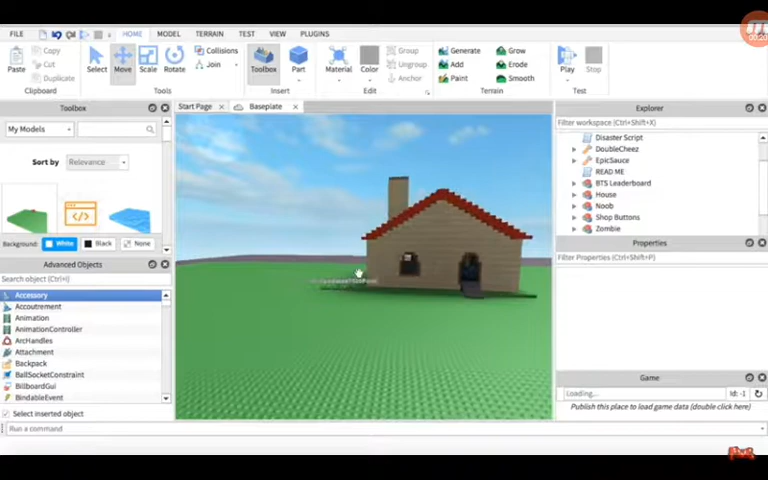 FILE HOME MODEL TERRAIN TEST VIEW PLUGINS
Copy Collisions Group Generate Grow
Cut Join Ungroup Add Erode
Paste Duplicate Select Move Scale Rotate Toolbox Part Material Color Anchor Paint Smooth Play Stop
Clipboard Tools Insert Edit Terrain Test
Toolbox
My Models
Sort by Relevance
Background: White Black None
Advanced Objects
Search object (Ctrl+I)
Accessory
Accoutrement
Animation
AnimationController
ArcHandles
Attachment
Backpack
BallSocketConstraint
BillboardGui
BindableEvent
Select inserted object
Run a command
Start Page x Baseplate x
Explorer
Filter workspace (Ctrl+Shift+X)
Disaster Script
DoubleCheez
EpicSauce
READ ME
BTS Leaderboard
House
Noob
Shop Buttons
Zombie
Properties
Filter Properties (Ctrl+Shift+P)
Game
Loading... Id: -1
Publish this place to load game data (double click here)